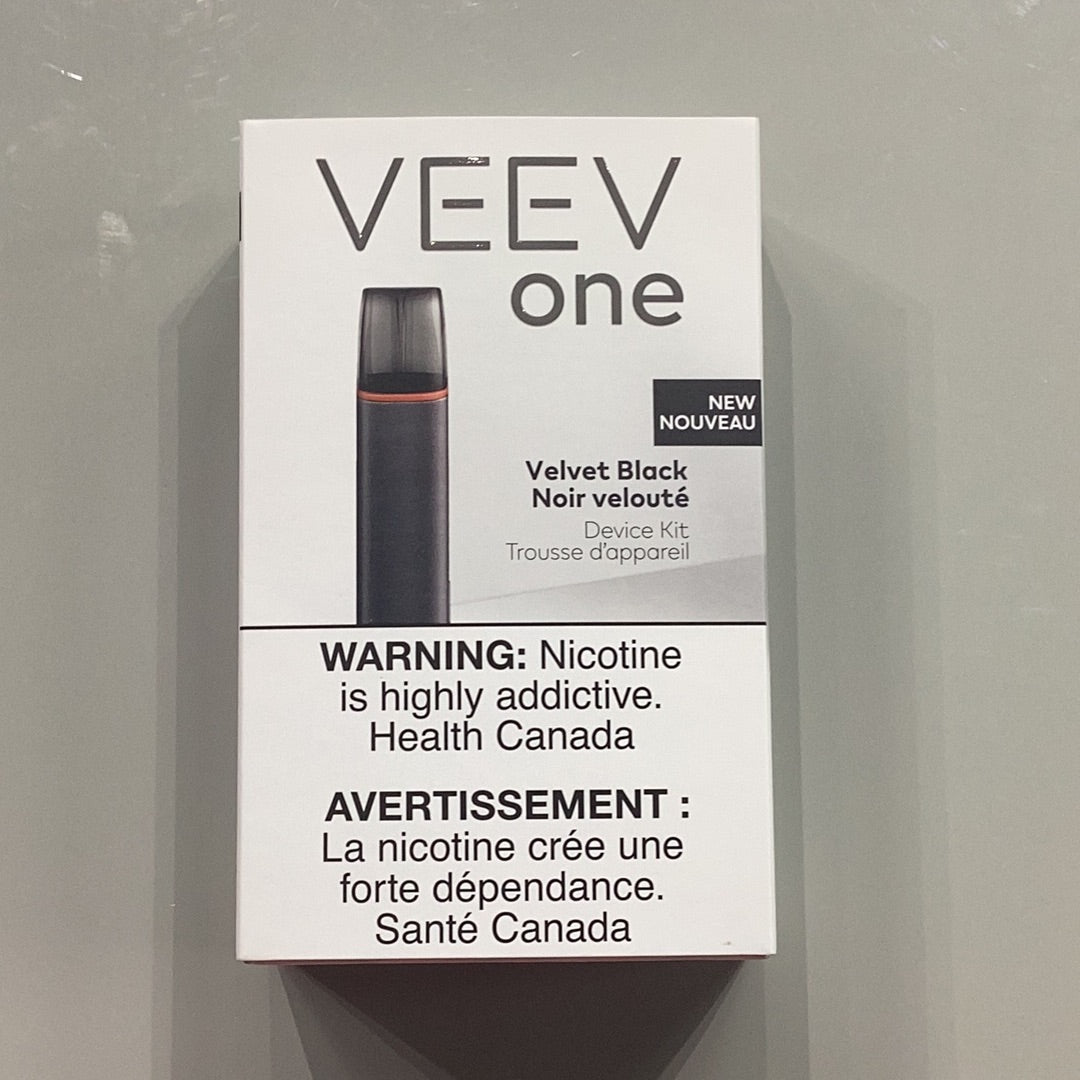 VEEV
one
NEW
NOUVEAU
Velvet Black
Noir velouté
Device Kit
Trousse d'appareil
WARNING: Nicotine
is highly addictive.
Health Canada
AVERTISSEMENT :
La nicotine crée une
forte dépendance.
Santé Canada